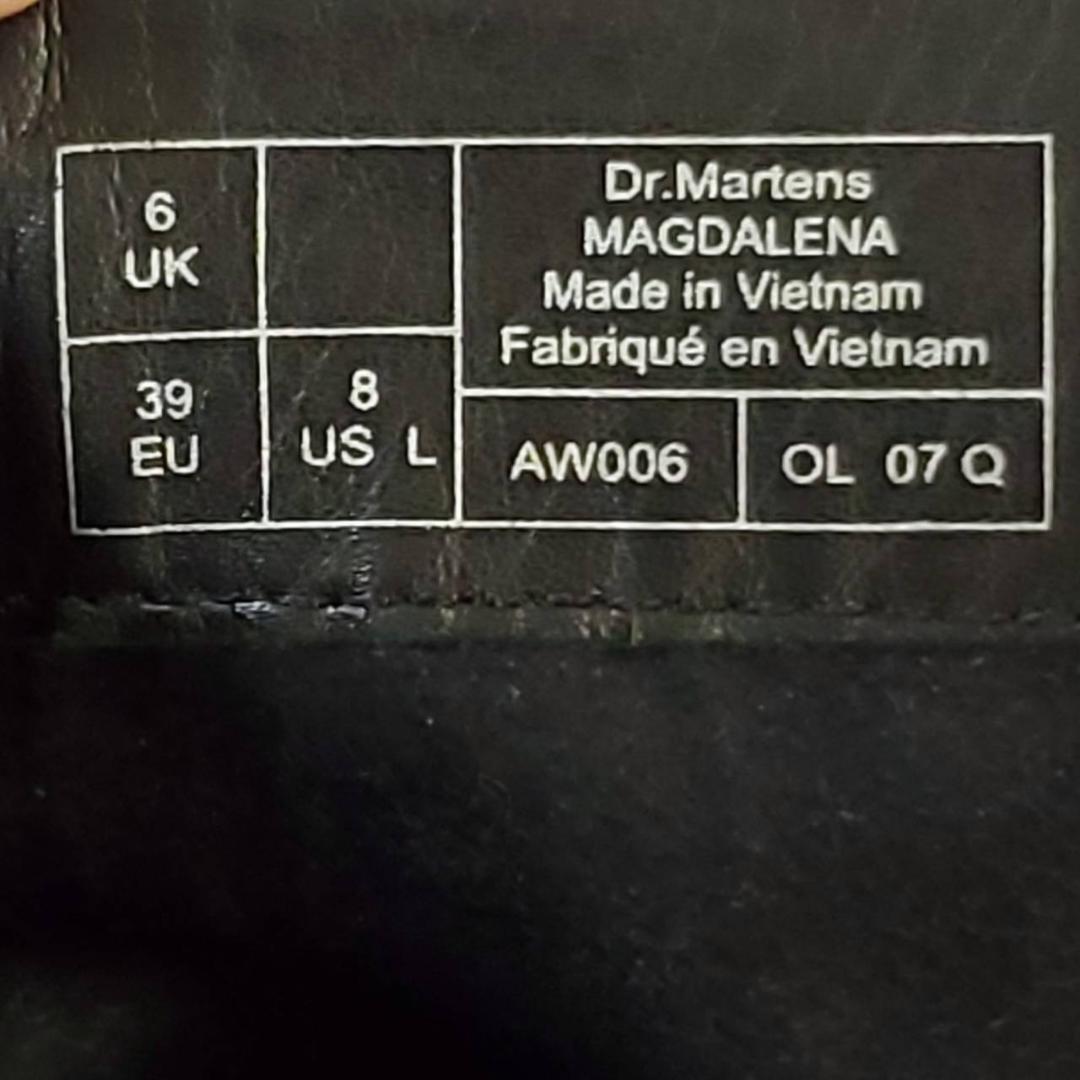 6
UK
39
EU
8
US L
Dr.Martens
MAGDALENA
Made in Vietnam
Fabriqué en Vietnam
AW006
OL 07 Q